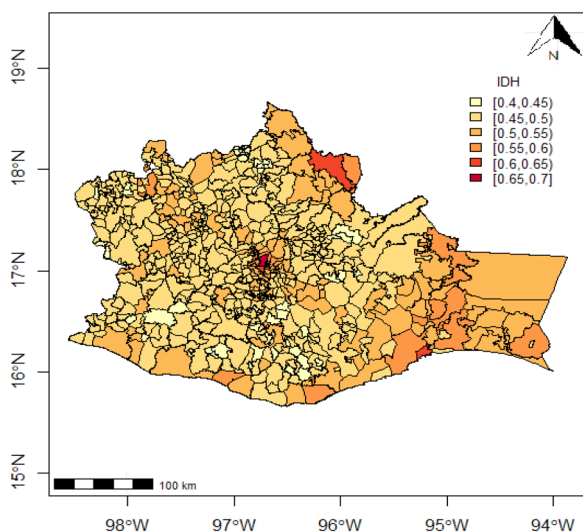 N
IDH
[0.4,0.45)
[0.45,0.5)
[0.5,0.55)
[0.55,0.6)
[0.6,0.65)
[0.65,0.7]
19°N
18°N
17°N
16°N
15°N
100 km
98°W 97°W 96°W 95°W 94°W